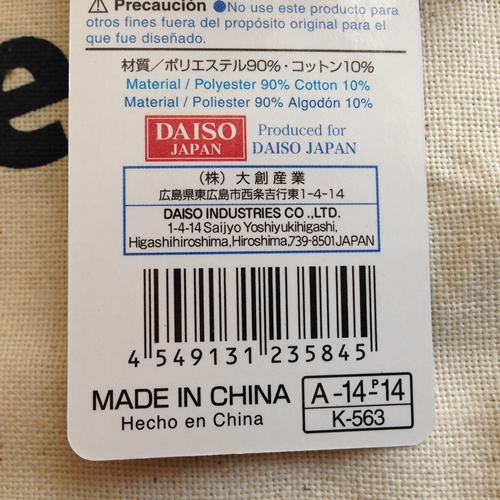 Precaución ●No use este producto para
otros fines fuera del propósito original para el
que fue diseñado.
材質／ポリエステル90%・コットン10%
Material / Polyester 90% Cotton 10%
Material / Poliester 90% Algodón 10%
DAISO
JAPAN
Produced for
DAISO JAPAN
（株）大創産業
広島県東広島市西条吉行東1-4-14
DAISO INDUSTRIES CO.,LTD.
1-4-14 Saijyo Yoshiyukihigashi,
Higashihiroshima,Hiroshima,739-8501JAPAN
4 549131 235845
MADE IN CHINA
Hecho en China
A-14-P-14
K-563
e